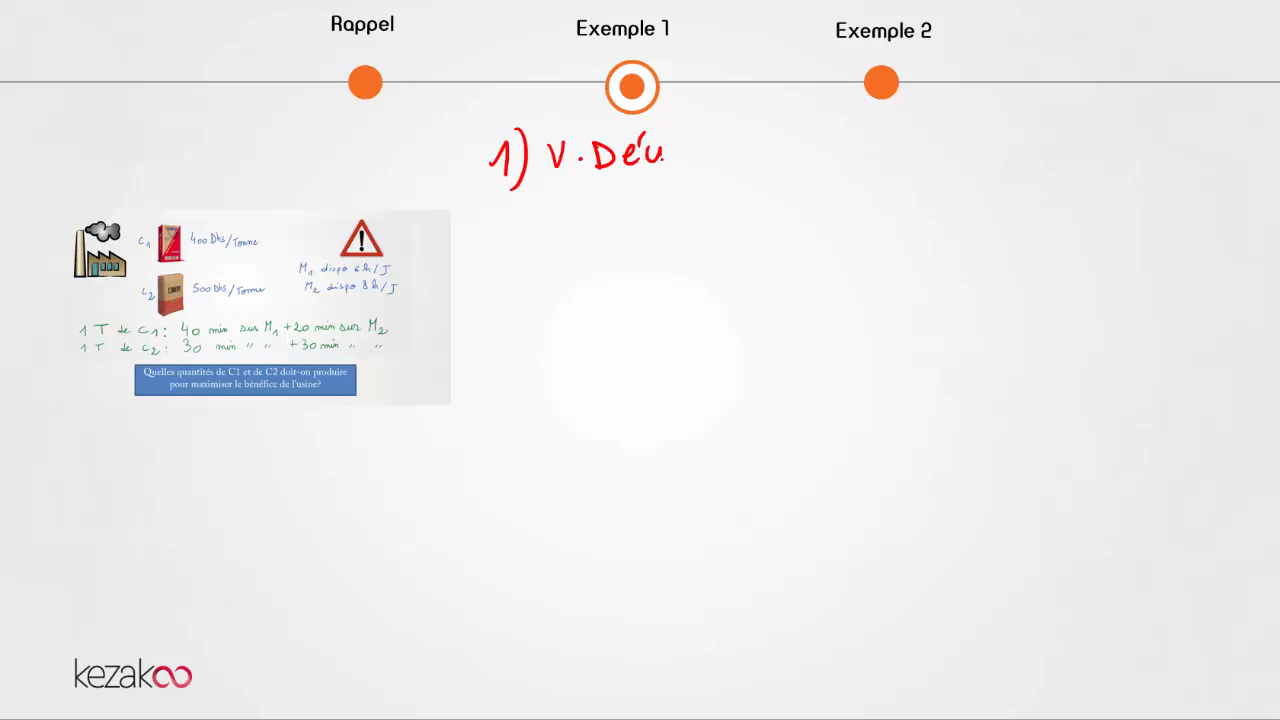 Rappel
Exemple 1
Exemple 2
1) V. Déc
C1 400 Dhs/Tonne
M1 dispo 6h/J
C2 500 Dhs/Tonne
M2 dispo 8h/J
1 T de C1 : 40 min sur M1 + 20 min sur M2
1 T de C2 : 30 min " " + 30 min " "
Quelles quantités de C1 et de C2 doit-on produire
pour maximiser le bénéfice de l'usine?
kezakoo